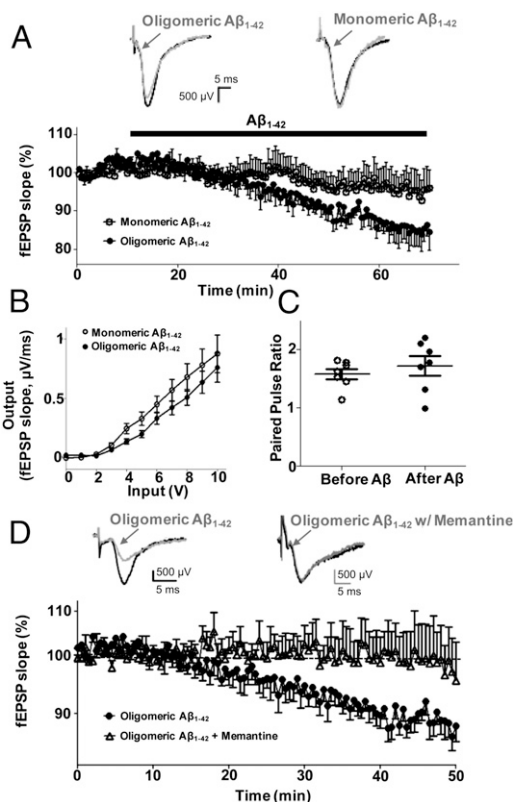 A
Oligomeric Aβ1-42
Monomeric Aβ1-42
5 ms
500 µV
Aβ1-42
fEPSP slope (%)
110
100
90
80
Monomeric Aβ1-42
Oligomeric Aβ1-42
0
20
40
60
Time (min)
B
Monomeric Aβ1-42
Oligomeric Aβ1-42
Output
(fEPSP slope, µV/ms)
1
0.5
0
0 2 4 6 8 10
Input (V)
C
Paired Pulse Ratio
2
1
0
Before Aβ
After Aβ
D
Oligomeric Aβ1-42
Oligomeric Aβ1-42 w/ Memantine
500 µV
5 ms
500 µV
5 ms
fEPSP slope (%)
110
100
90
Oligomeric Aβ1-42
Oligomeric Aβ1-42 + Memantine
0 10 20 30 40 50
Time (min)